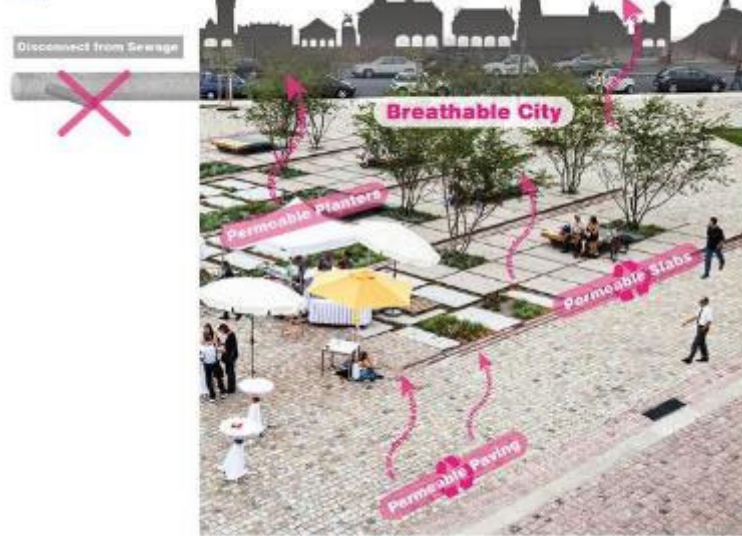 Disconnect from Sewage
Breathable City
Permeable Planters
Permeable Slabs
Permeable Paving